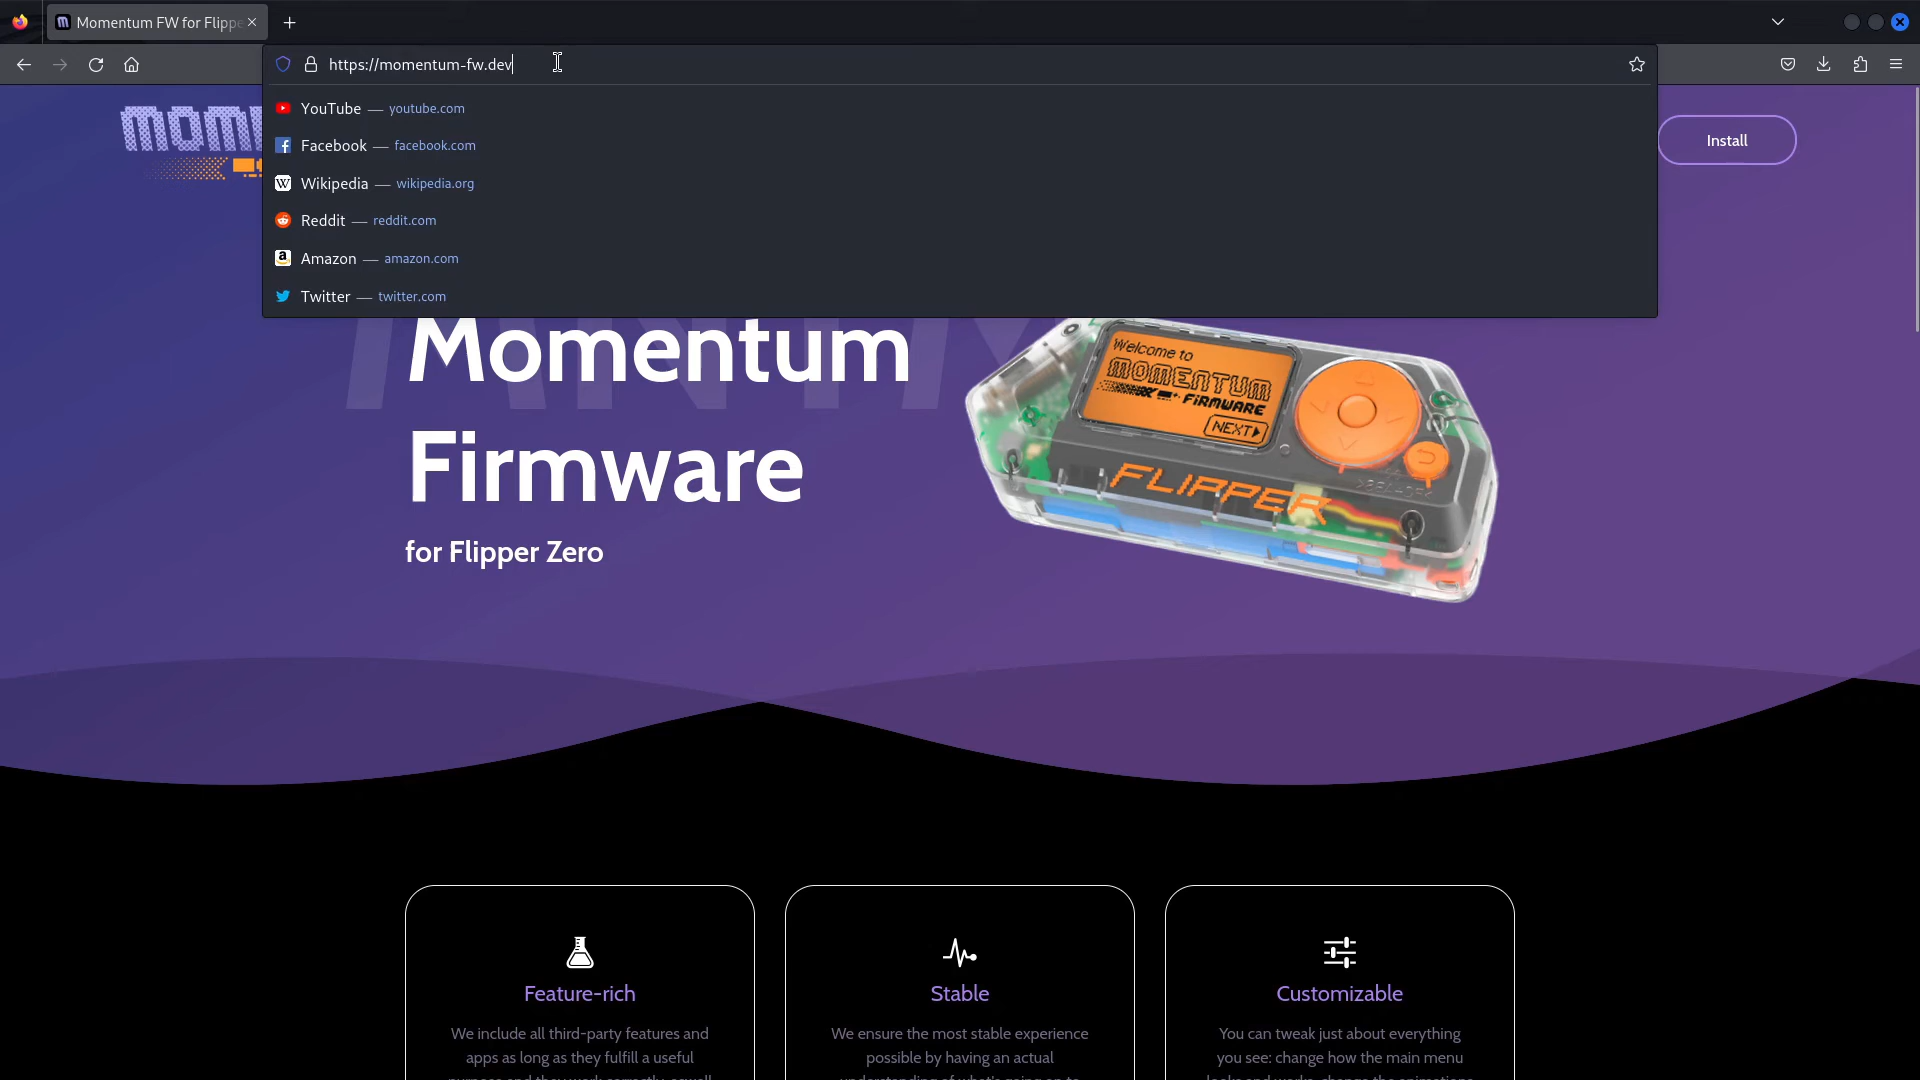 Momentum FW for Flippe
https://momentum-fw.dev
YouTube — youtube.com
Facebook — facebook.com
Wikipedia — wikipedia.org
Reddit — reddit.com
Amazon — amazon.com
Twitter — twitter.com
Install
Momentum
Firmware
for Flipper Zero
Welcome to
MOMENTUM
FIRMWARE
NEXT
FLIPPER
Feature-rich
We include all third-party features and
apps as long as they fulfill a useful
Stable
We ensure the most stable experience
possible by having an actual
Customizable
You can tweak just about everything
you see: change how the main menu